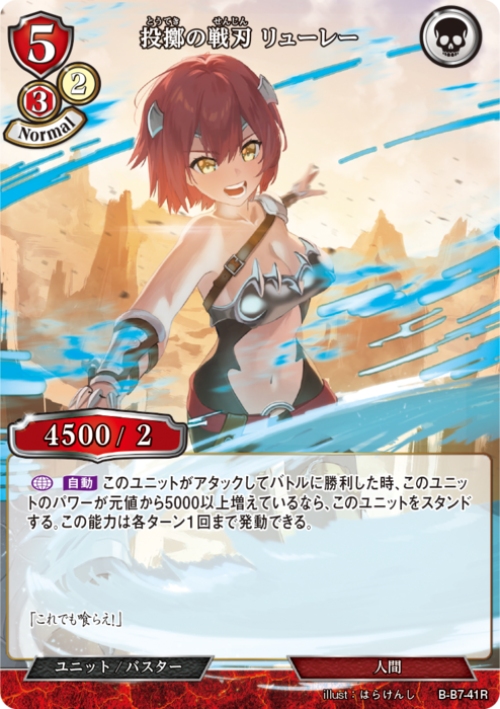 とうてき せんじん
投擲の戦刃 リューレー
5
3
2
Normal
4500 / 2
自動 このユニットがアタックしてバトルに勝利した時、このユニッ
トのパワーが元値から5000以上増えているなら、このユニットをスタンド
する。この能力は各ターン1回まで発動できる。
『これでも喰らえ!』
ユニット / バスター
人間
illust:はらけんし
B-B7-41R